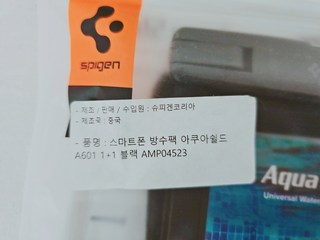 spigen
- 제조 / 판매 / 수입원 : 슈피겐코리아
- 제조국 : 중국
- 품명 : 스마트폰 방수팩 아쿠아쉴드
A601 1+1 블랙 AMP04523
Aqua
Universal Water